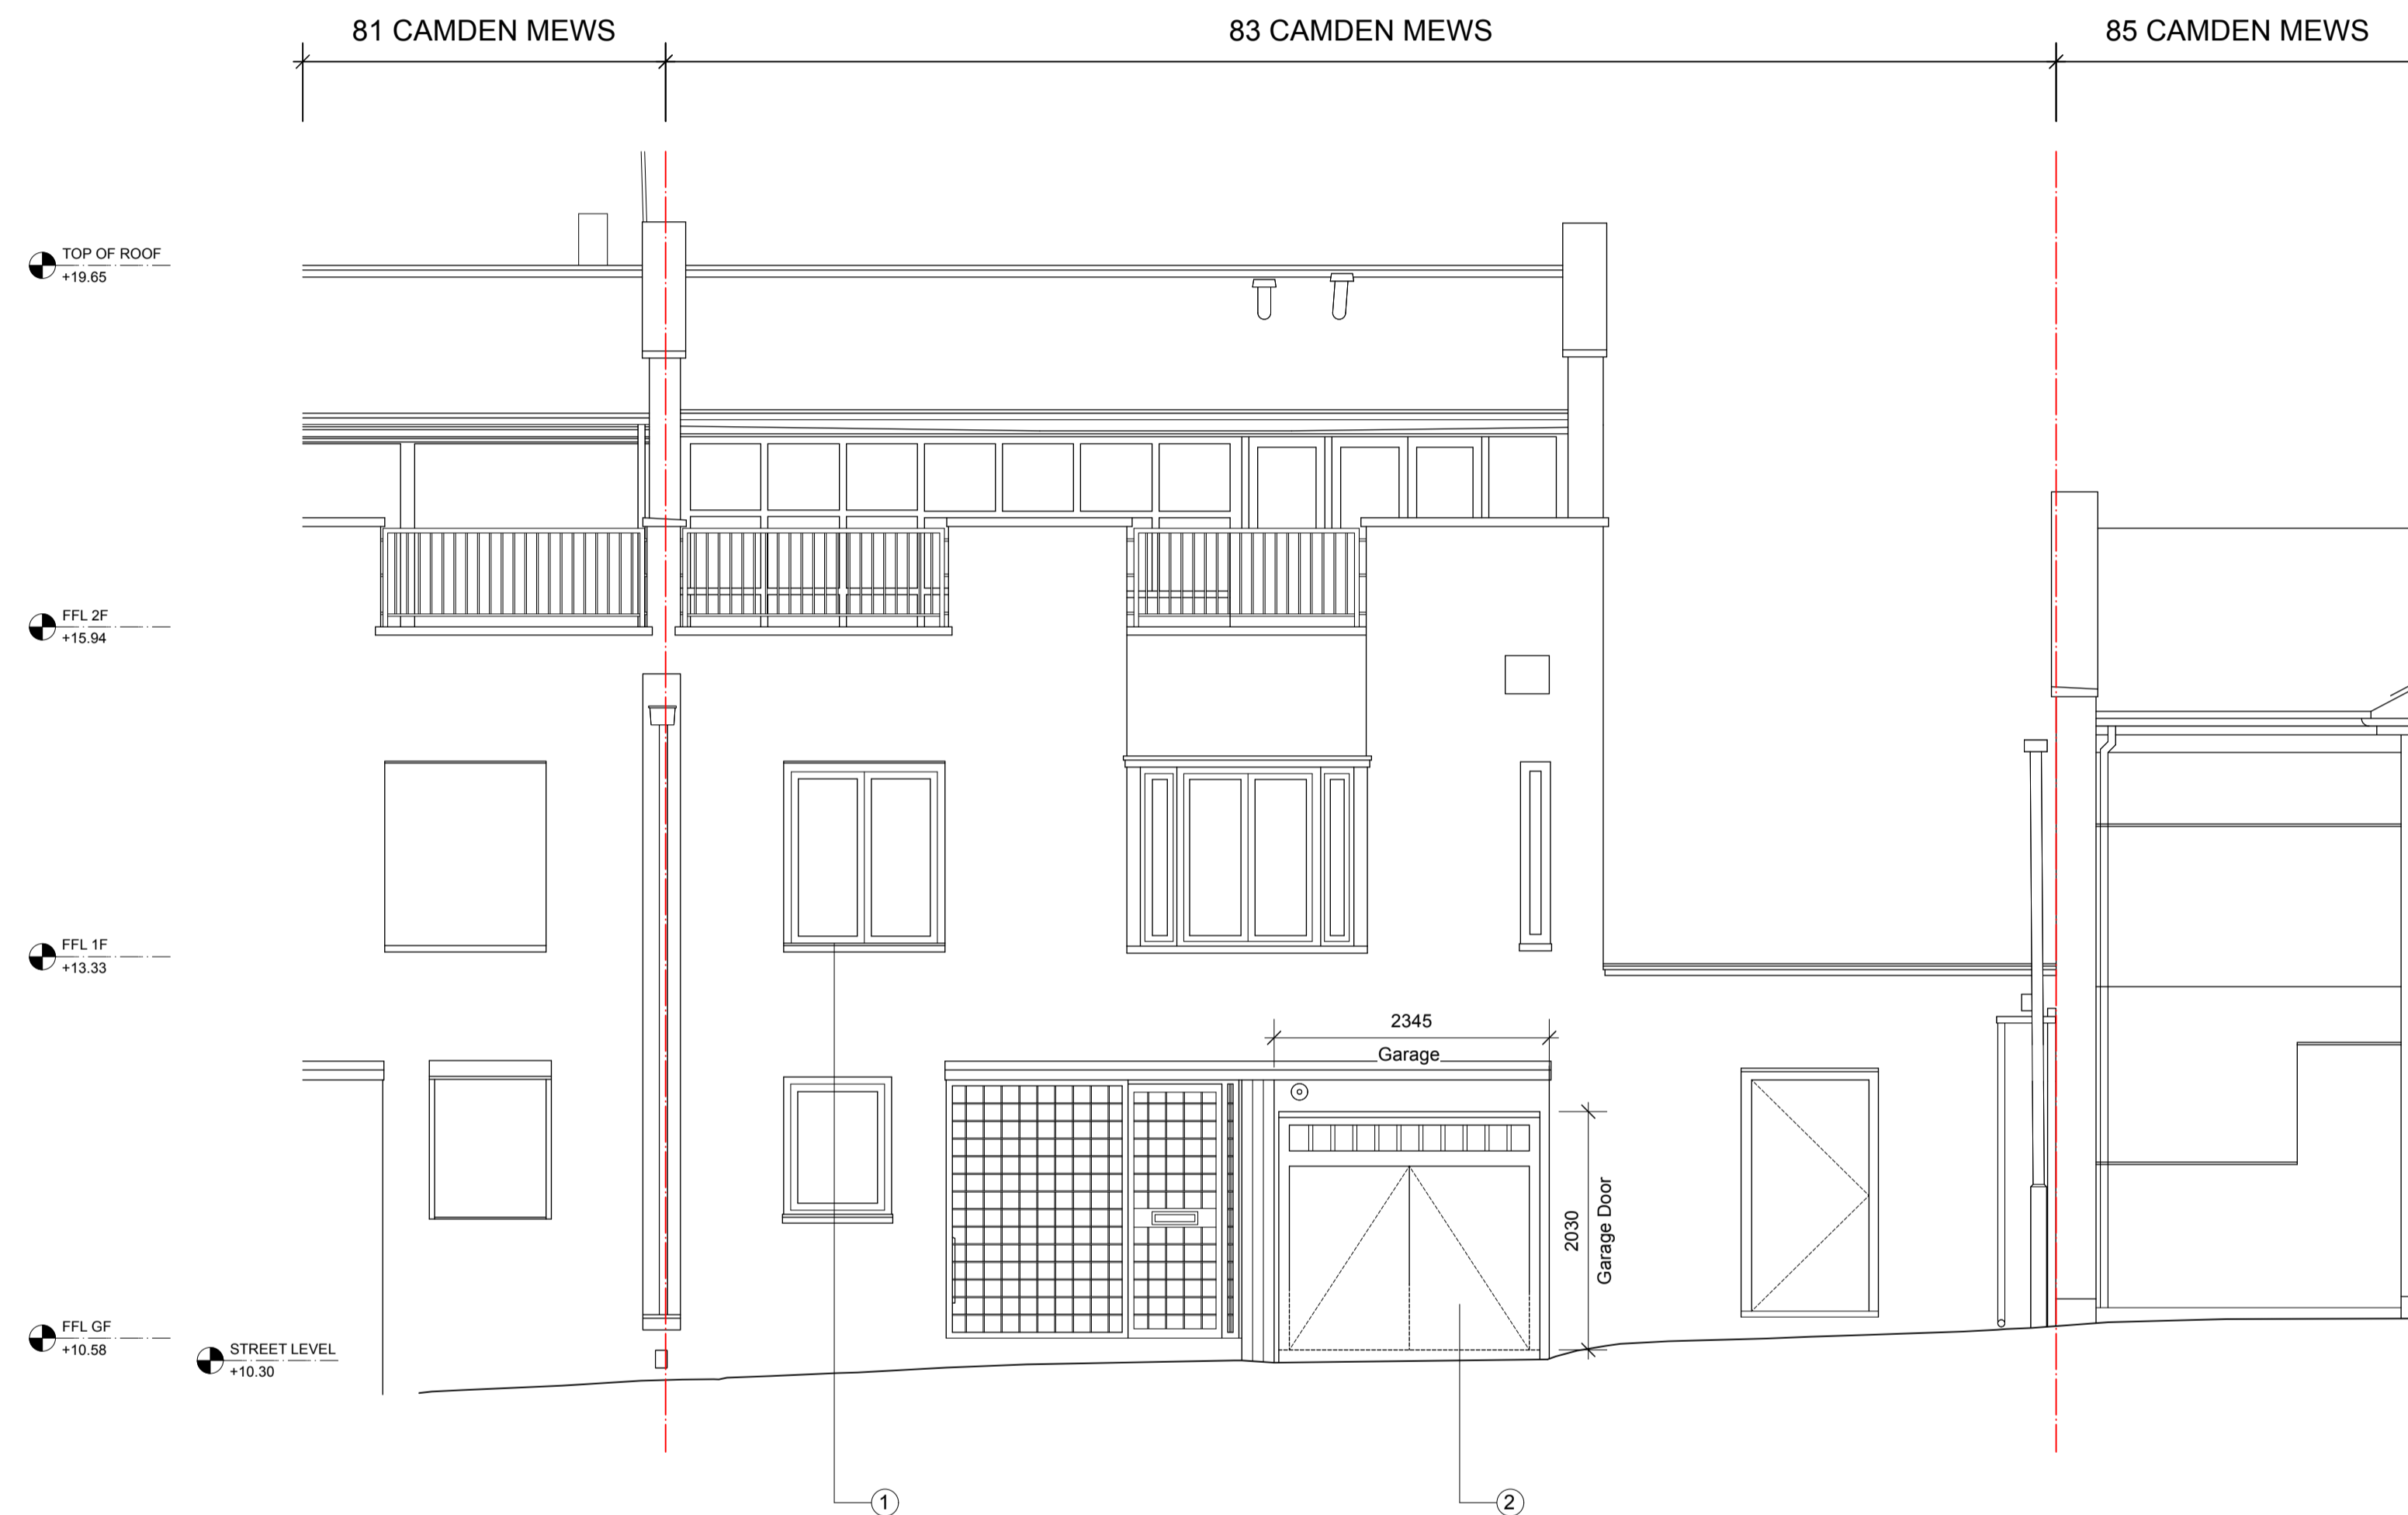 81 CAMDEN MEWS
83 CAMDEN MEWS
85 CAMDEN MEWS
TOP OF ROOF
+19.65
FFL 2F
+15.94
FFL 1F
+13.33
2345
Garage
2030
Garage Door
FFL GF
+10.58
STREET LEVEL
+10.30
1
2